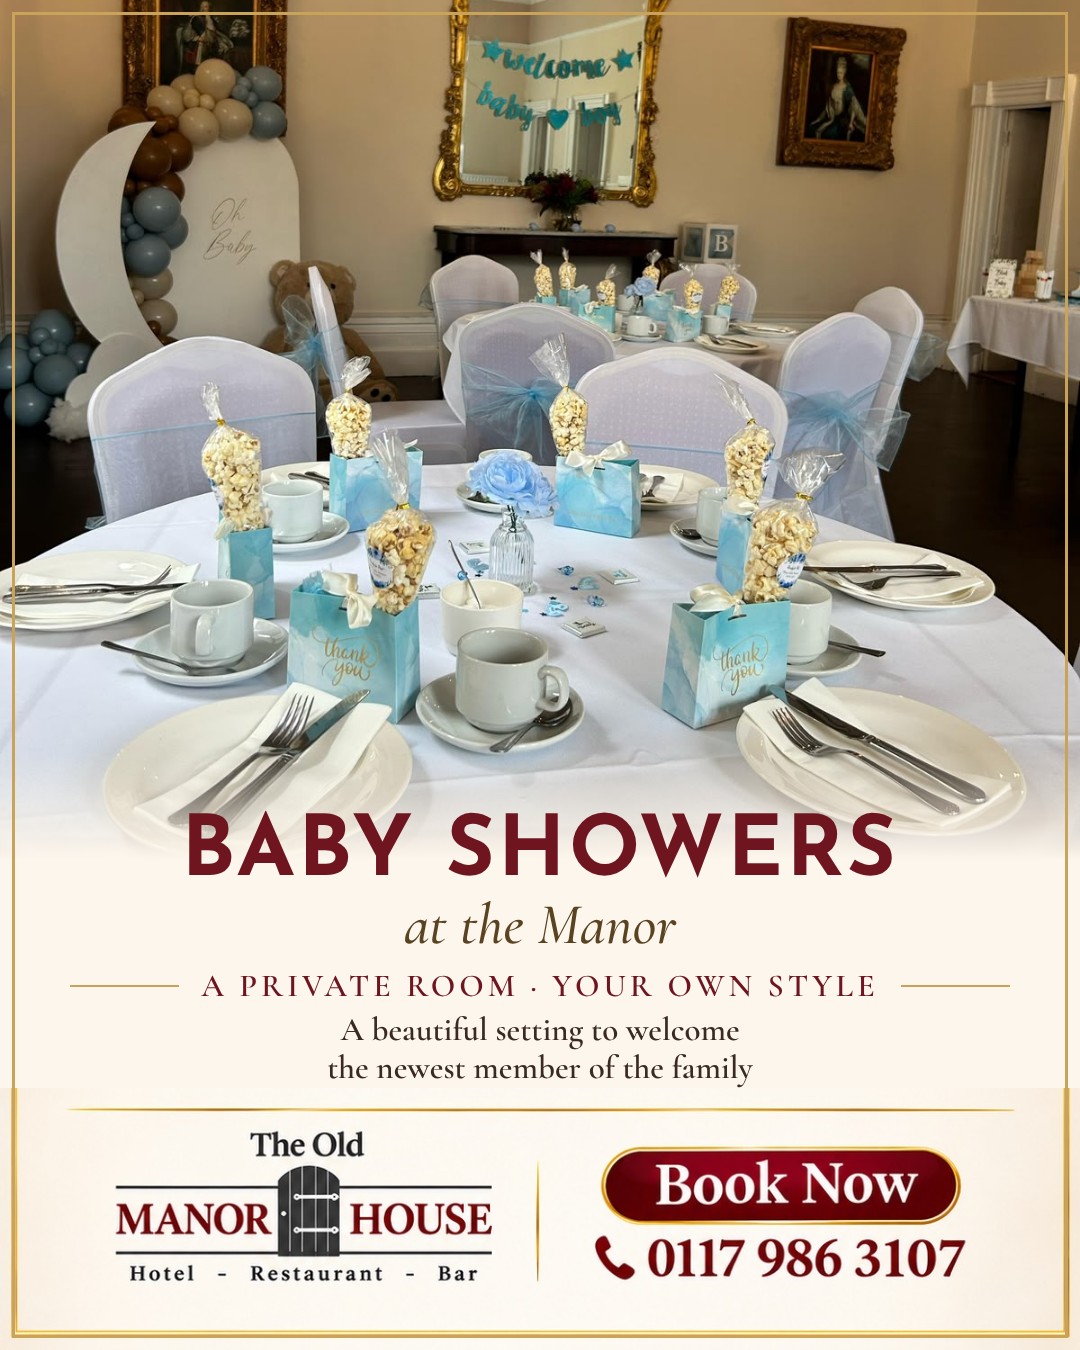 welcome
baby boy
Oh
Baby
B
thank
you
thank
you
BABY SHOWERS
at the Manor
A PRIVATE ROOM · YOUR OWN STYLE
A beautiful setting to welcome
the newest member of the family
The Old
MANOR HOUSE
Hotel - Restaurant - Bar
Book Now
0117 986 3107